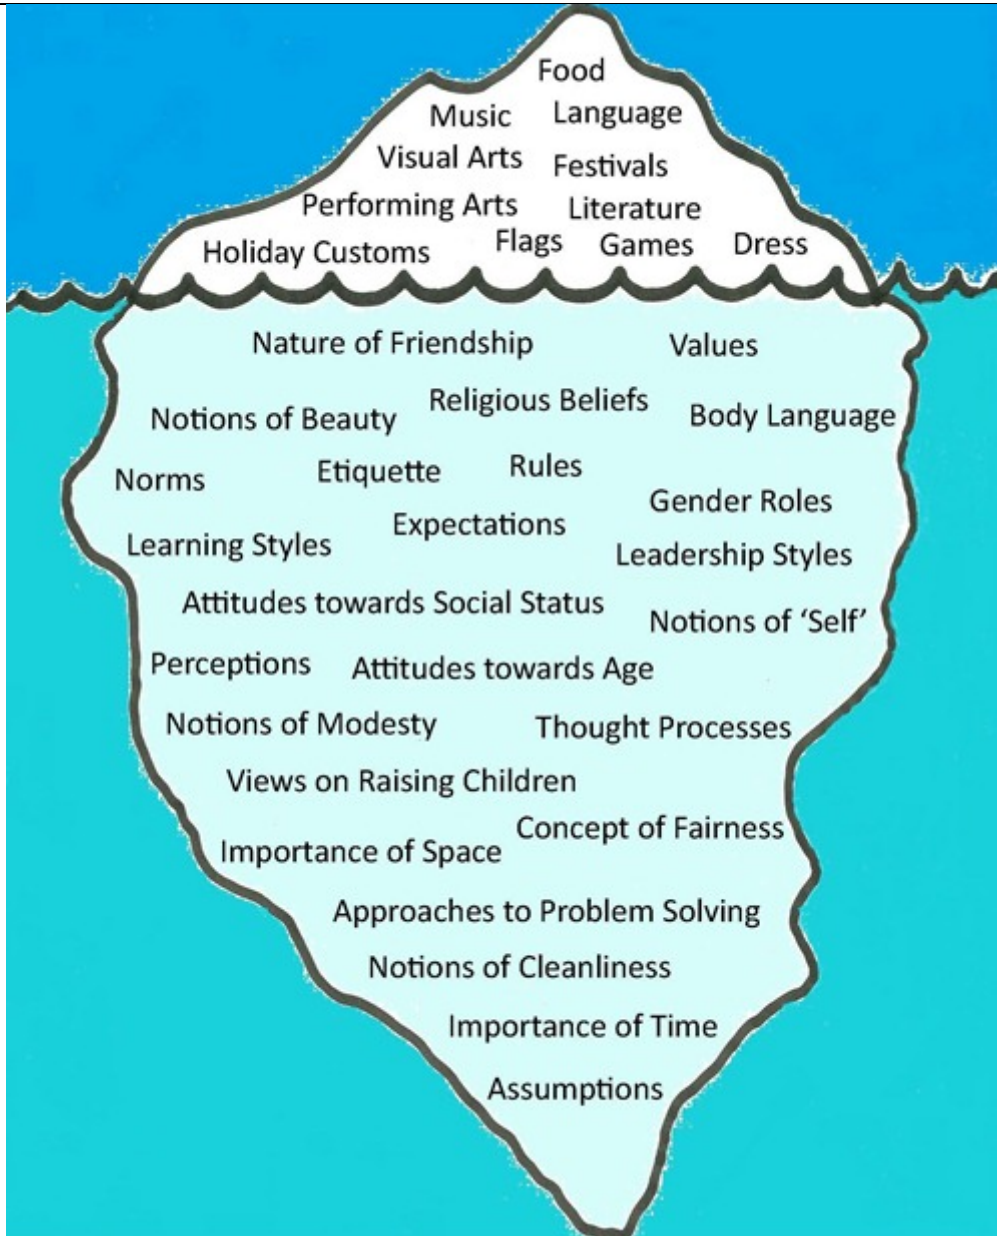 Food
Music
Language
Visual Arts
Festivals
Performing Arts
Literature
Holiday Customs
Flags
Games
Dress
Nature of Friendship
Values
Religious Beliefs
Notions of Beauty
Body Language
Norms
Etiquette
Rules
Gender Roles
Expectations
Learning Styles
Leadership Styles
Attitudes towards Social Status
Notions of ‘Self’
Perceptions
Attitudes towards Age
Notions of Modesty
Thought Processes
Views on Raising Children
Concept of Fairness
Importance of Space
Approaches to Problem Solving
Notions of Cleanliness
Importance of Time
Assumptions